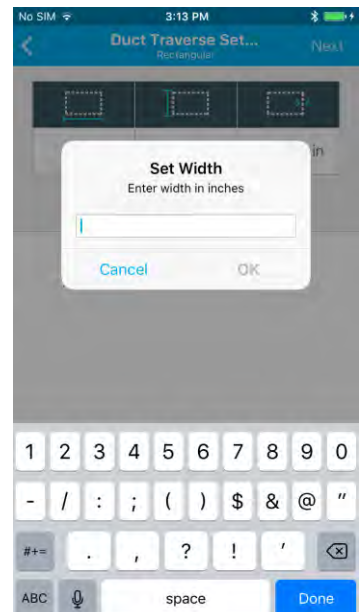 No SIM 3:13 PM
Duct Traverse Set... Next
Rectangular
in
Set Width
Enter width in inches
Cancel OK
1 2 3 4 5 6 7 8 9 0
- / : ; ( ) $ & @ "
#+= . , ? ! '
ABC space Done